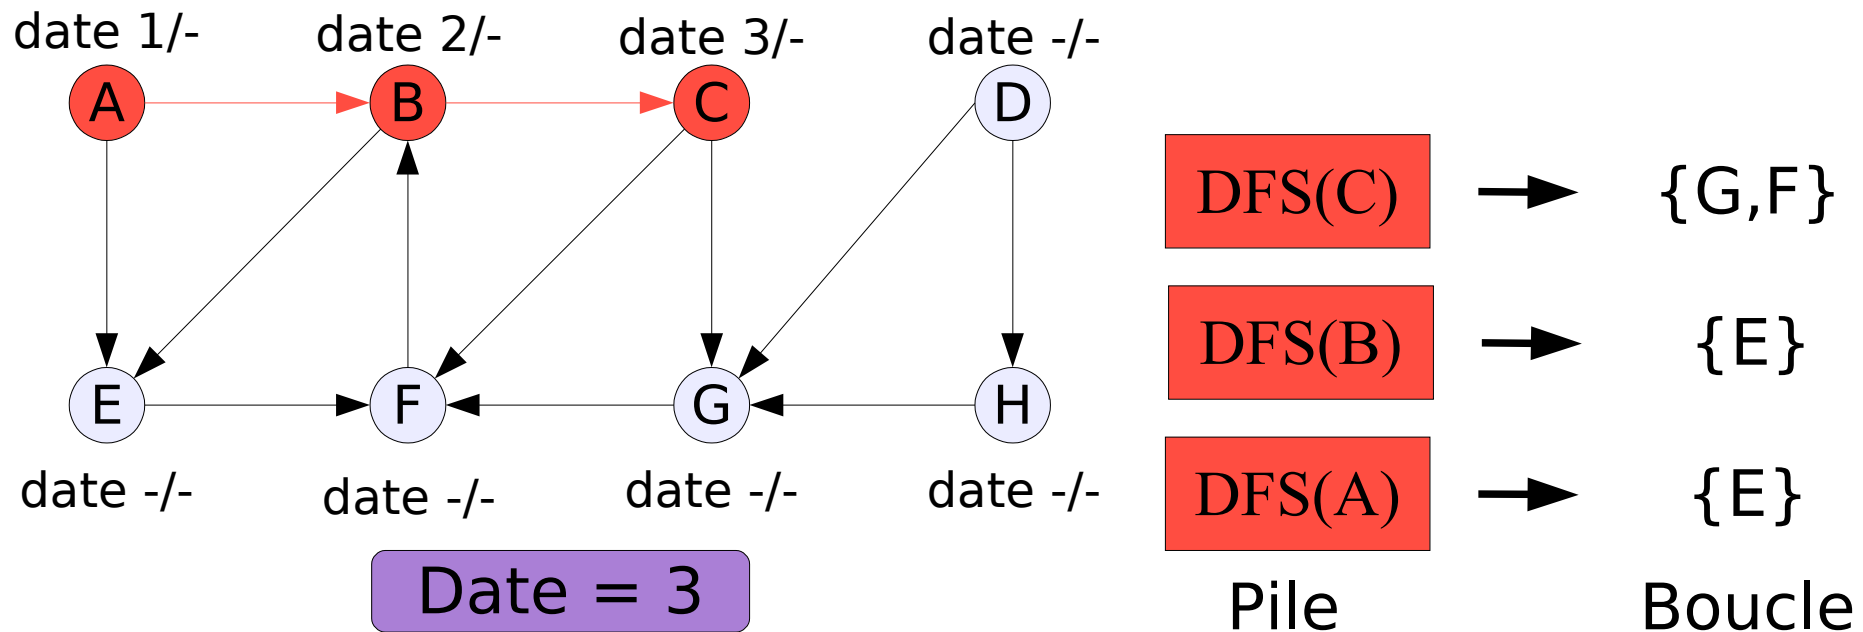 date 1/- date 2/- date 3/- date -/-
A B C D
E F G H
date -/- date -/- date -/- date -/-
Date = 3
DFS(C) {G,F}
DFS(B) {E}
DFS(A) {E}
Pile Boucle